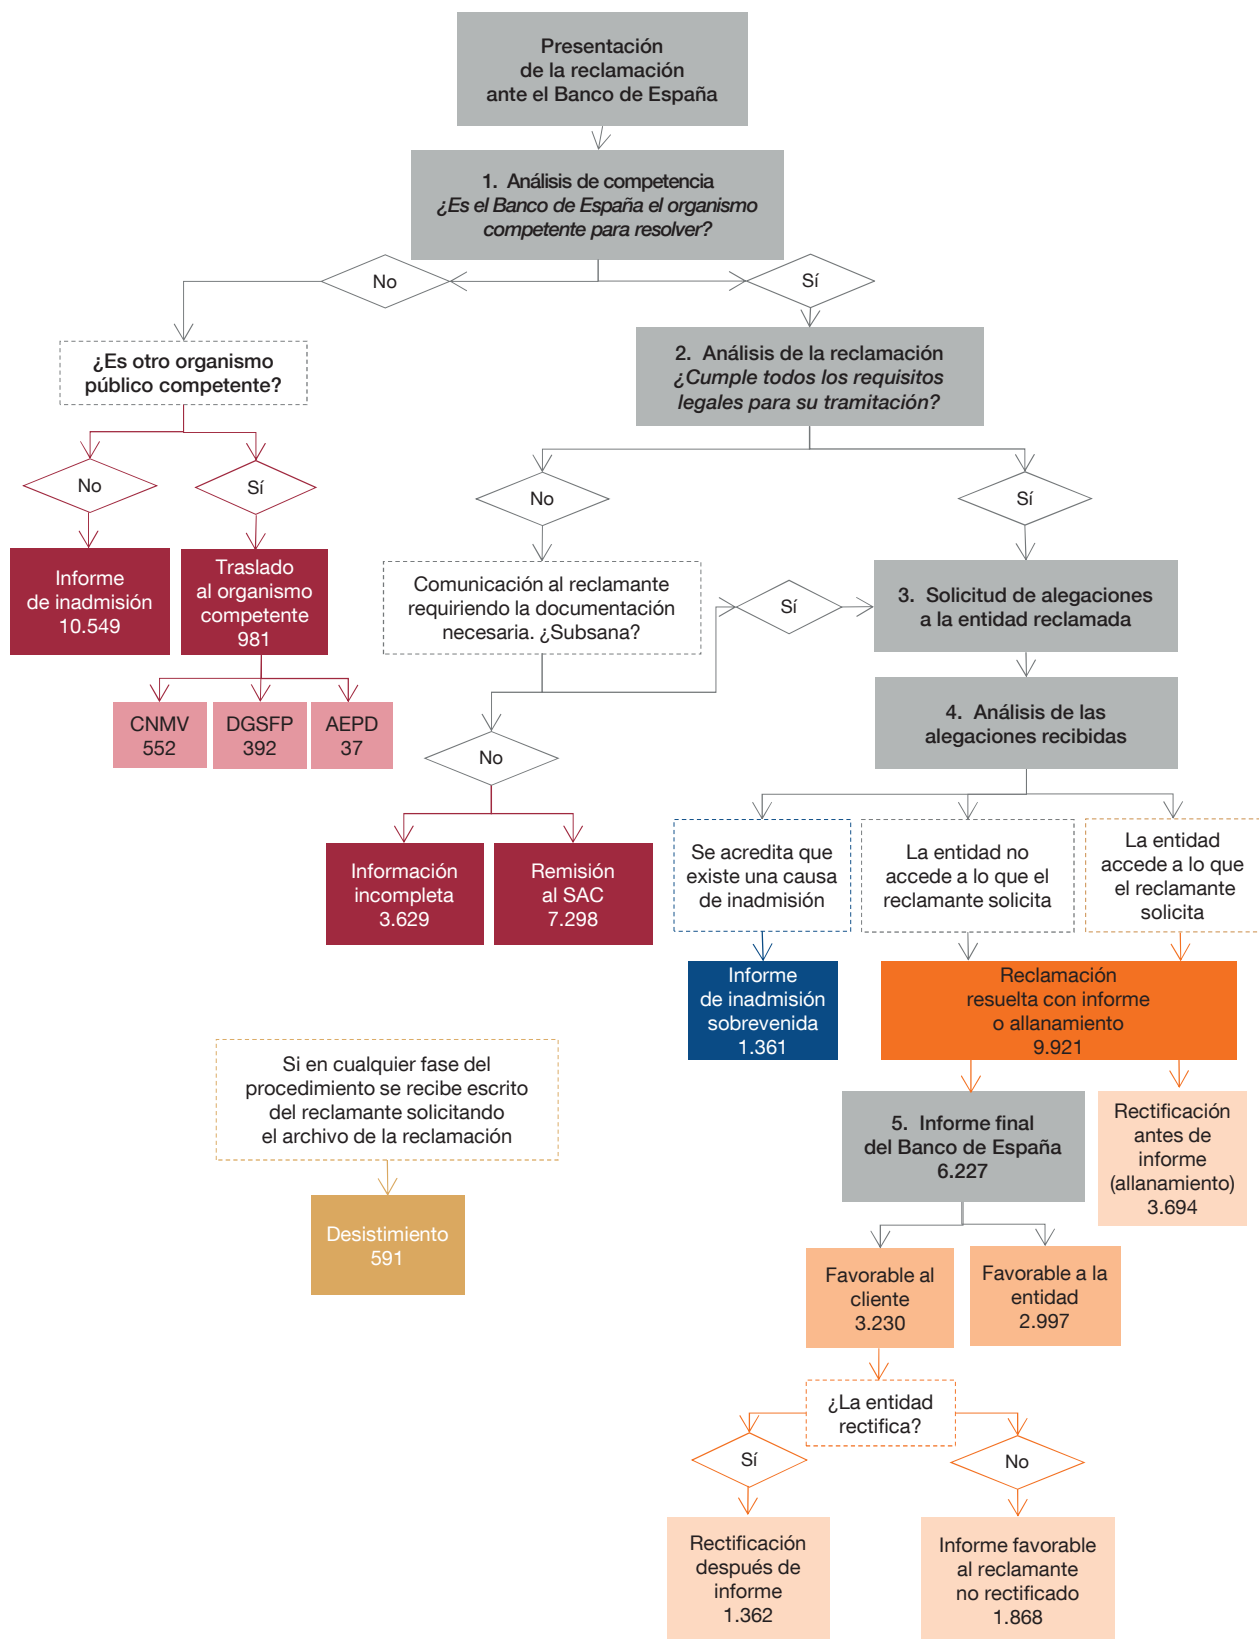 Presentación
de la reclamación
ante el Banco de España
1. Análisis de competencia
¿Es el Banco de España el organismo
competente para resolver?
No
Sí
¿Es otro organismo
público competente?
2. Análisis de la reclamación
¿Cumple todos los requisitos
legales para su tramitación?
No
Sí
No
Sí
Informe
de inadmisión
10.549
Traslado
al organismo
competente
981
Comunicación al reclamante
requiriendo la documentación
necesaria. ¿Subsana?
Sí
3. Solicitud de alegaciones
a la entidad reclamada
CNMV
552
DGSFP
392
AEPD
37
No
4. Análisis de las
alegaciones recibidas
Información
incompleta
3.629
Remisión
al SAC
7.298
Se acredita que
existe una causa
de inadmisión
La entidad no
accede a lo que el
reclamante solicita
La entidad
accede a lo que
el reclamante
solicita
Informe
de inadmisión
sobrevenida
1.361
Reclamación
resuelta con informe
o allanamiento
9.921
Si en cualquier fase del
procedimiento se recibe escrito
del reclamante solicitando
el archivo de la reclamación
Desistimiento
591
5. Informe final
del Banco de España
6.227
Rectificación
antes de
informe
(allanamiento)
3.694
Favorable al
cliente
3.230
Favorable a la
entidad
2.997
¿La entidad
rectifica?
Sí
No
Rectificación
después de
informe
1.362
Informe favorable
al reclamante
no rectificado
1.868